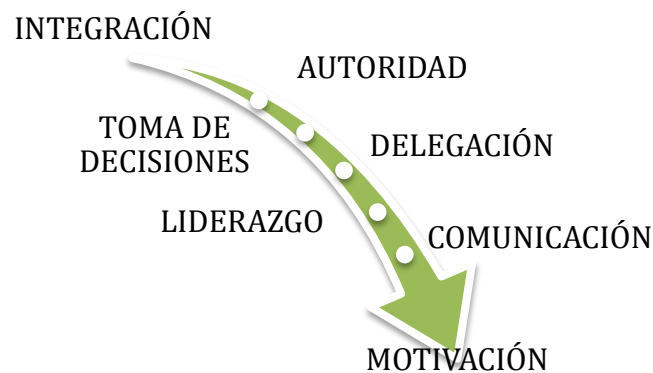 INTEGRACIÓN
AUTORIDAD
TOMA DE
DECISIONES
DELEGACIÓN
LIDERAZGO
COMUNICACIÓN
MOTIVACIÓN